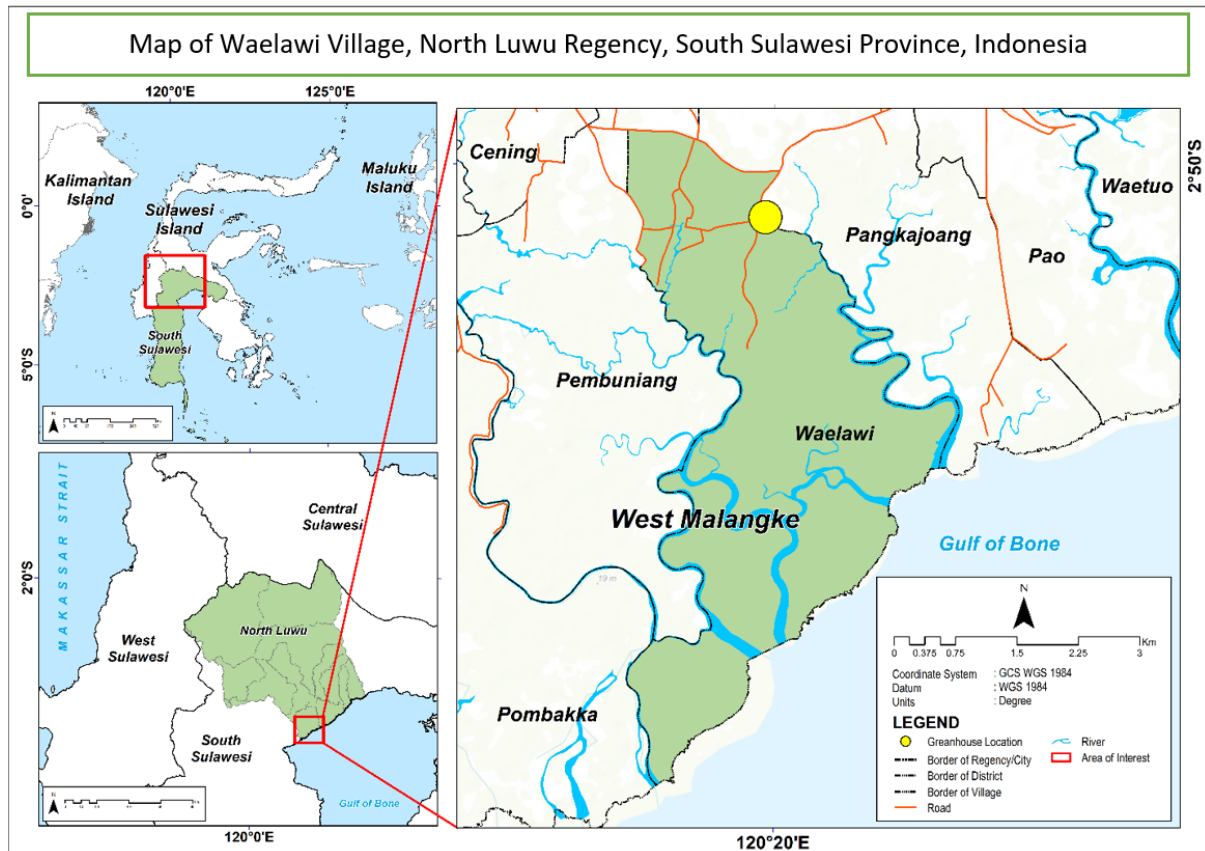 Map of Waelawi Village, North Luwu Regency, South Sulawesi Province, Indonesia
120°0'E
125°0'E
0°0'
5°0'S
Kalimantan
Island
Sulawesi
Island
Maluku
Island
South
Sulawesi
N
2°0'S
120°0'E
MAKASSAR STRAIT
Central
Sulawesi
North Luwu
West
Sulawesi
South
Sulawesi
Gulf of Bone
N
2°50'S
120°20'E
Cening
Waetuo
Pangkajoang
Pao
Pembuniang
Waelawi
West Malangke
Gulf of Bone
19 m
Pombakka
N
0 0.375 0.75 1.5 2.25 3
Km
Coordinate System : GCS WGS 1984
Datum : WGS 1984
Units : Degree
LEGEND
Greenhouse Location
Border of Regency/City
Border of District
Border of Village
Road
River
Area of Interest